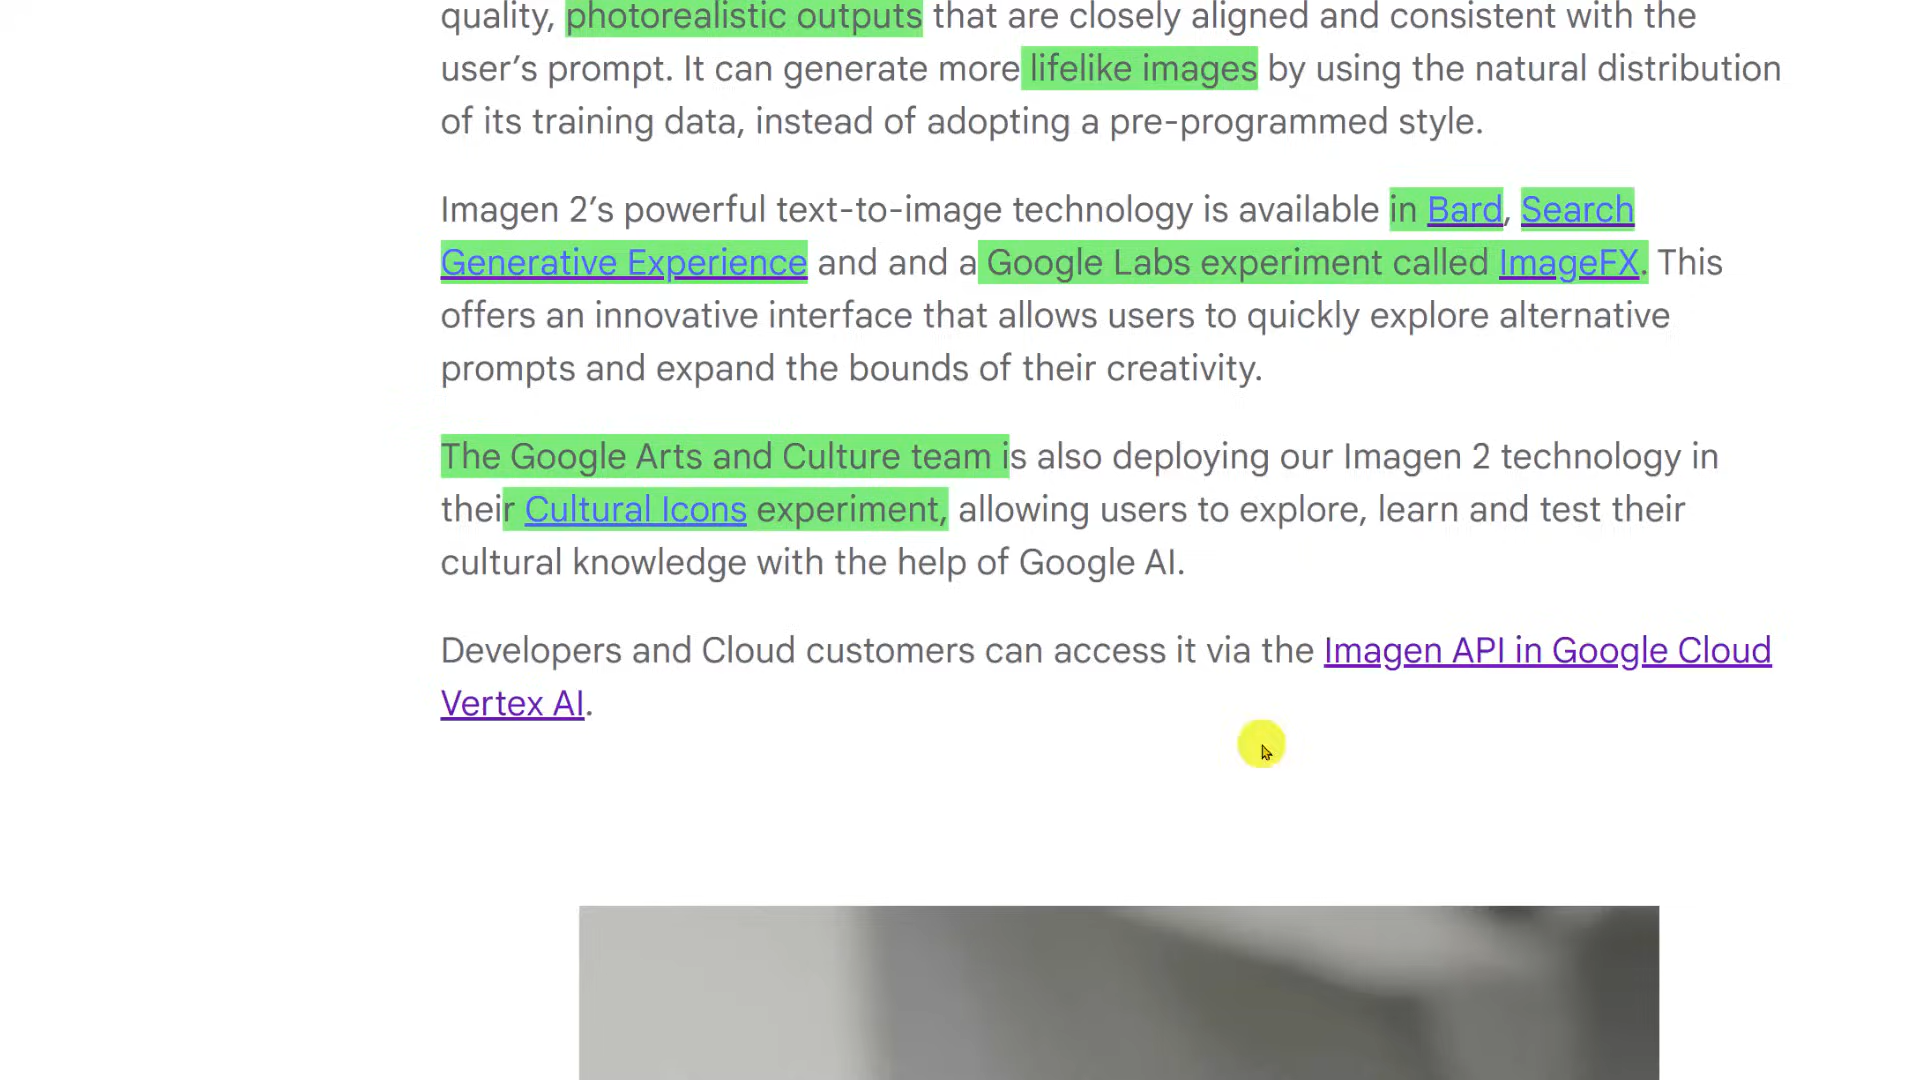 quality, photorealistic outputs that are closely aligned and consistent with the
user’s prompt. It can generate more lifelike images by using the natural distribution
of its training data, instead of adopting a pre-programmed style.
Imagen 2’s powerful text-to-image technology is available in Bard, Search
Generative Experience and and a Google Labs experiment called ImageFX. This
offers an innovative interface that allows users to quickly explore alternative
prompts and expand the bounds of their creativity.
The Google Arts and Culture team is also deploying our Imagen 2 technology in
their Cultural Icons experiment, allowing users to explore, learn and test their
cultural knowledge with the help of Google AI.
Developers and Cloud customers can access it via the Imagen API in Google Cloud
Vertex AI.